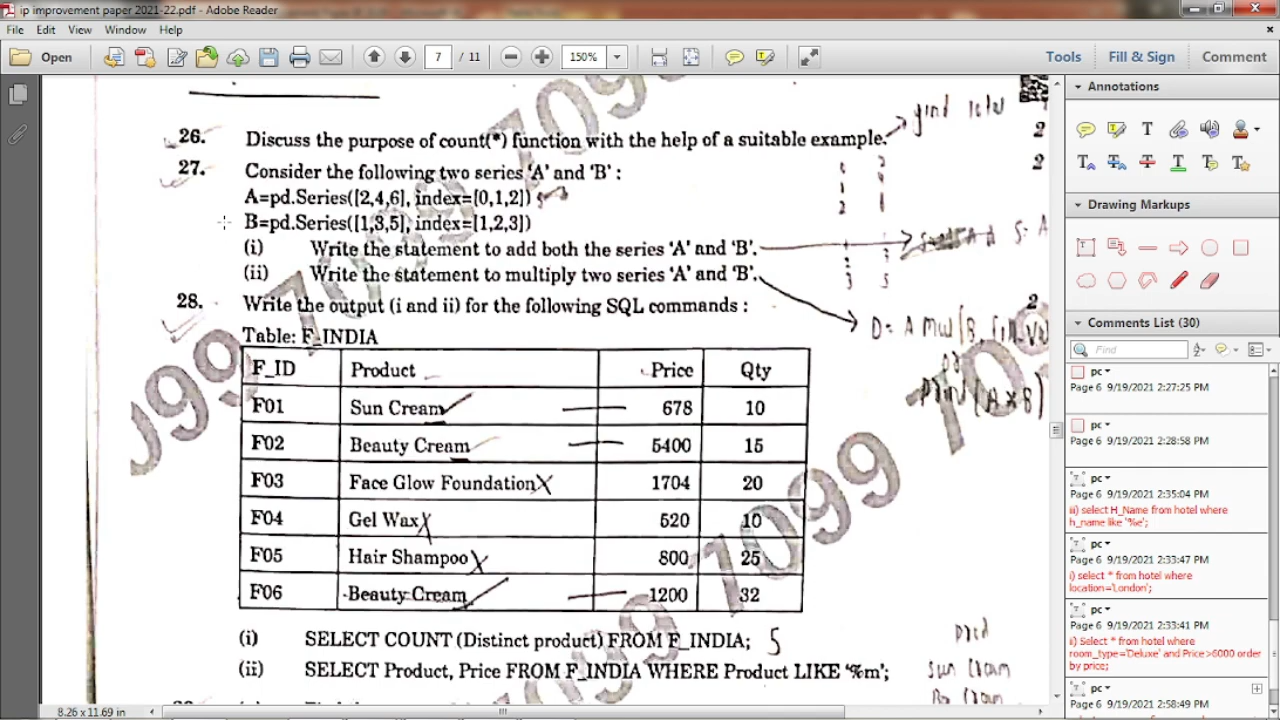 ip improvement paper 2021-22.pdf - Adobe Reader
File Edit View Window Help
Open 7 / 11 150% Tools Fill & Sign Comment
26. Discuss the purpose of count(*) function with the help of a suitable example. 2
27. Consider the following two series 'A' and 'B' : 2
A=pd.Series([2,4,6], index=[0,1,2])
B=pd.Series([1,3,5], index=[1,2,3])
(i) Write the statement to add both the series 'A' and 'B'.
(ii) Write the statement to multiply two series 'A' and 'B'.
28. Write the output (i and ii) for the following SQL commands : 2
Table: F_INDIA
F_ID Product Price Qty
F01 Sun Cream 678 10
F02 Beauty Cream 5400 15
F03 Face Glow Foundation 1704 20
F04 Gel Wax 520 10
F05 Hair Shampoo 800 25
F06 Beauty Cream 1200 32
(i) SELECT COUNT (Distinct product) FROM F_INDIA; 5
(ii) SELECT Product, Price FROM F_INDIA WHERE Product LIKE '%m';
7099 7099
Print (A*B)
Annotations
Drawing Markups
Comments List (30)
Find
pc
Page 6 9/19/2021 2:27:25 PM
pc
Page 6 9/19/2021 2:28:58 PM
pc
Page 6 9/19/2021 2:35:04 PM
iii) select H_Name from hotel where
h_name like '%e';
pc
Page 6 9/19/2021 2:33:47 PM
i) select * from hotel where
location='London';
pc
Page 6 9/19/2021 2:33:41 PM
ii) Select * from hotel where
room_type='Deluxe' and Price>6000 order
by price;
pc
Page 6 9/19/2021 2:58:49 PM
8.26 x 11.69 in